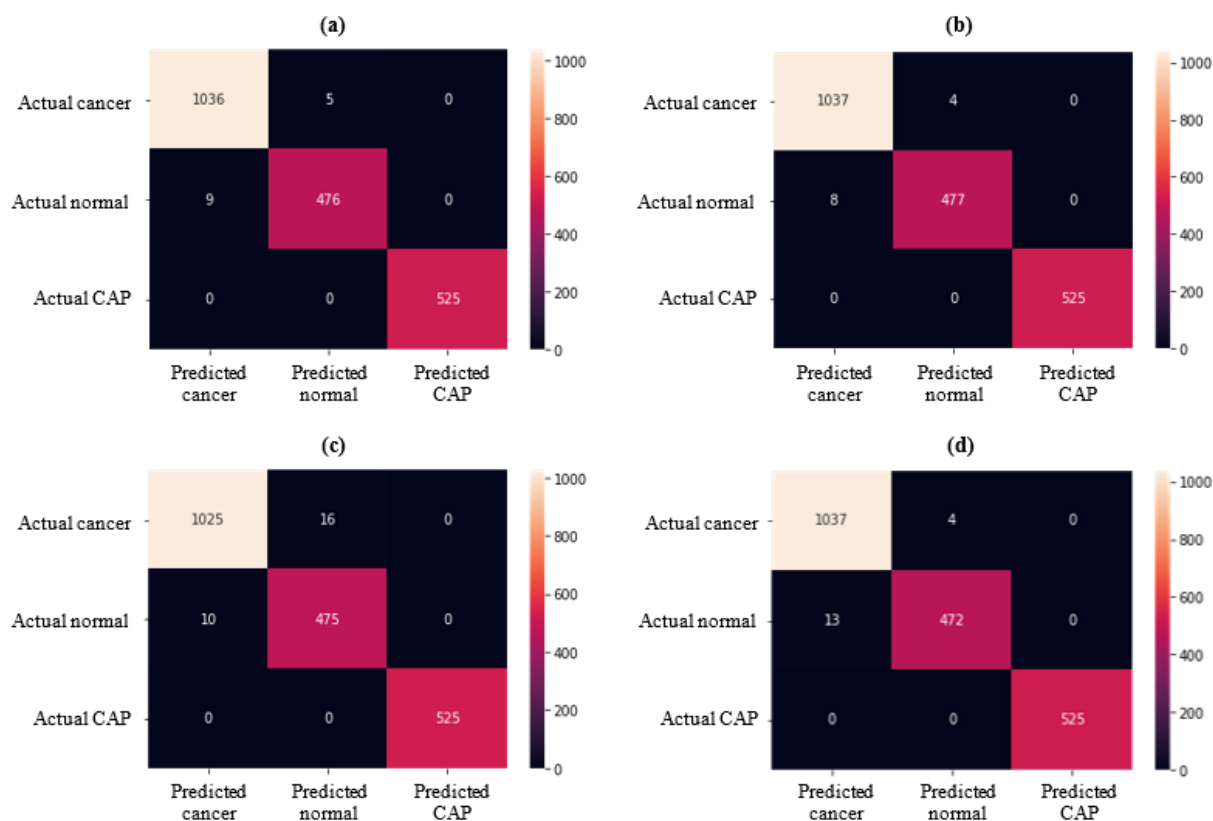 (a)
Actual cancer 1036 5 0
Actual normal 9 476 0
Actual CAP 0 0 525
Predicted cancer Predicted normal Predicted CAP
1000
800
600
400
200
0
(b)
Actual cancer 1037 4 0
Actual normal 8 477 0
Actual CAP 0 0 525
Predicted cancer Predicted normal Predicted CAP
1000
800
600
400
200
0
(c)
Actual cancer 1025 16 0
Actual normal 10 475 0
Actual CAP 0 0 525
Predicted cancer Predicted normal Predicted CAP
1000
800
600
400
200
0
(d)
Actual cancer 1037 4 0
Actual normal 13 472 0
Actual CAP 0 0 525
Predicted cancer Predicted normal Predicted CAP
1000
800
600
400
200
0